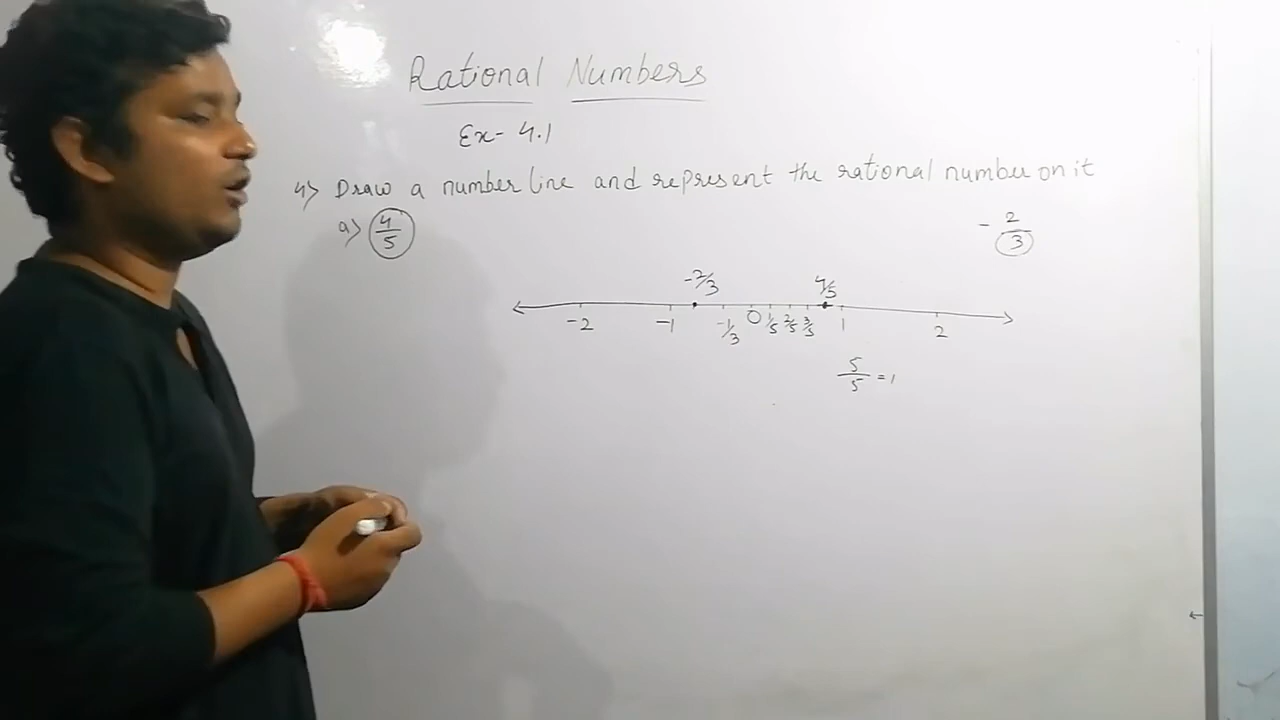 Rational Numbers
Ex- 4.1
4> Draw a number line and represent the rational number on it
a> 4/5
- 2/3
-2/3 4/5
-2 -1 -1/3 0 1/5 2/5 3/5 1 2
5/5 = 1